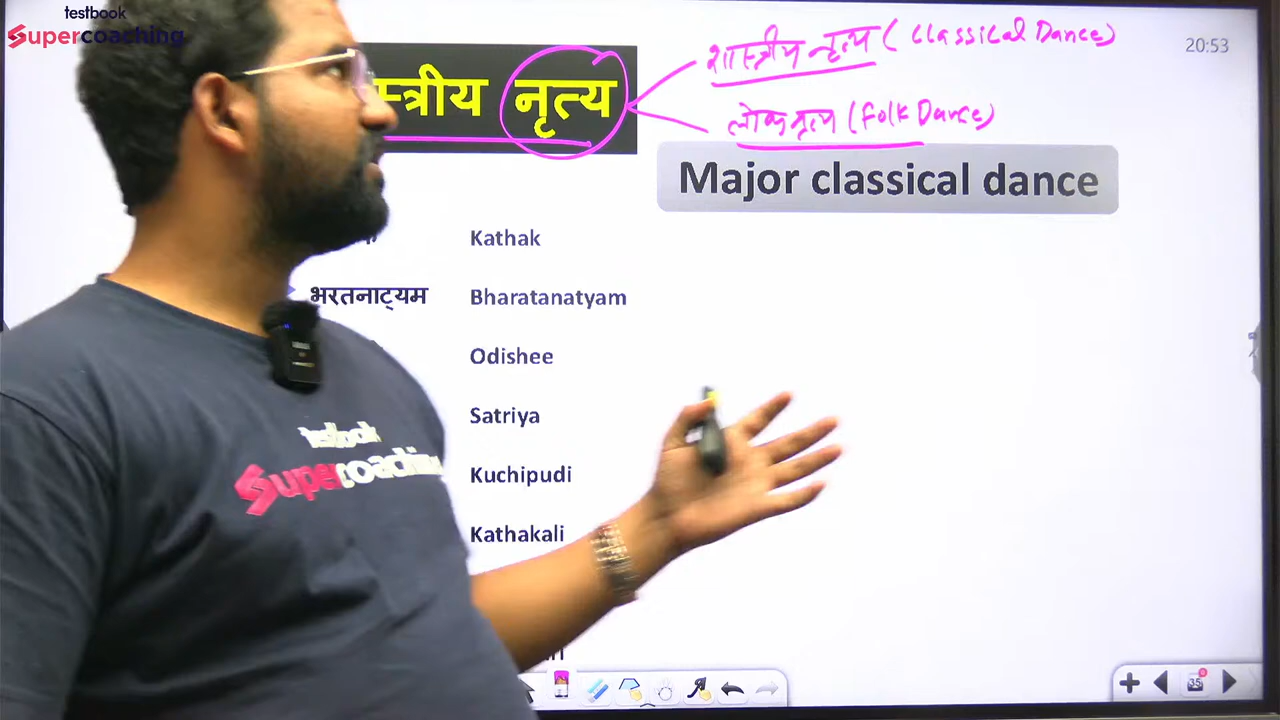 testbook
Supercoaching
शास्त्रीय नृत्य (Classical Dance)
20:53
नृत्य
लोक नृत्य (Folk Dance)
Major classical dance
Kathak
भरतनाट्यम Bharatanatyam
Odishee
Satriya
Kuchipudi
Kathakali
testbook
Supercoaching
35